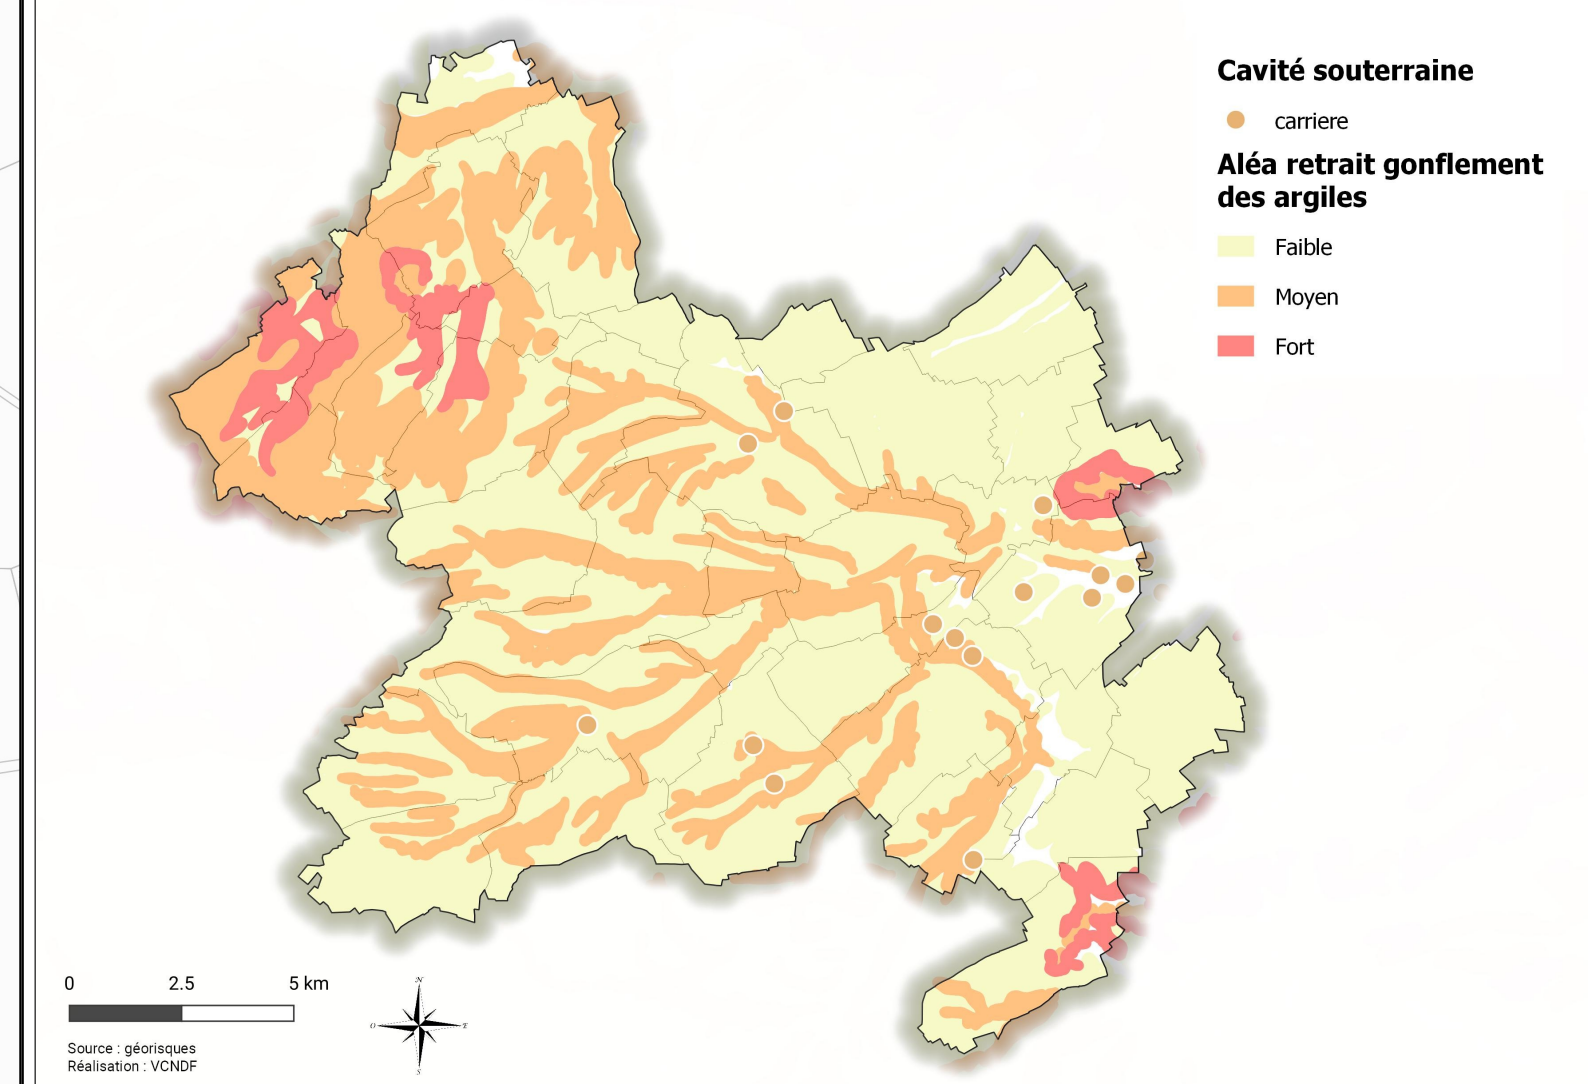 Cavité souterraine
carriere
Aléa retrait gonflement
des argiles
Faible
Moyen
Fort
0 2.5 5 km
N
O E
S
Source : géorisques
Réalisation : VCNDF